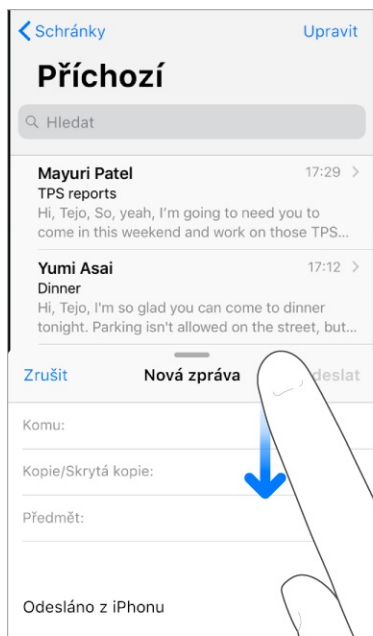 Schránky Upravit
Příchozí
Hledat
Mayuri Patel 17:29
TPS reports
Hi, Tejo, So, yeah, I'm going to need you to
come in this weekend and work on those TPS...
Yumi Asai 17:12
Dinner
Hi, Tejo, I'm so glad you can come to dinner
tonight. Parking isn't allowed on the street, but...
Zrušit Nová zpráva deslat
Komu:
Kopie/Skrytá kopie:
Předmět:
Odesláno z iPhonu